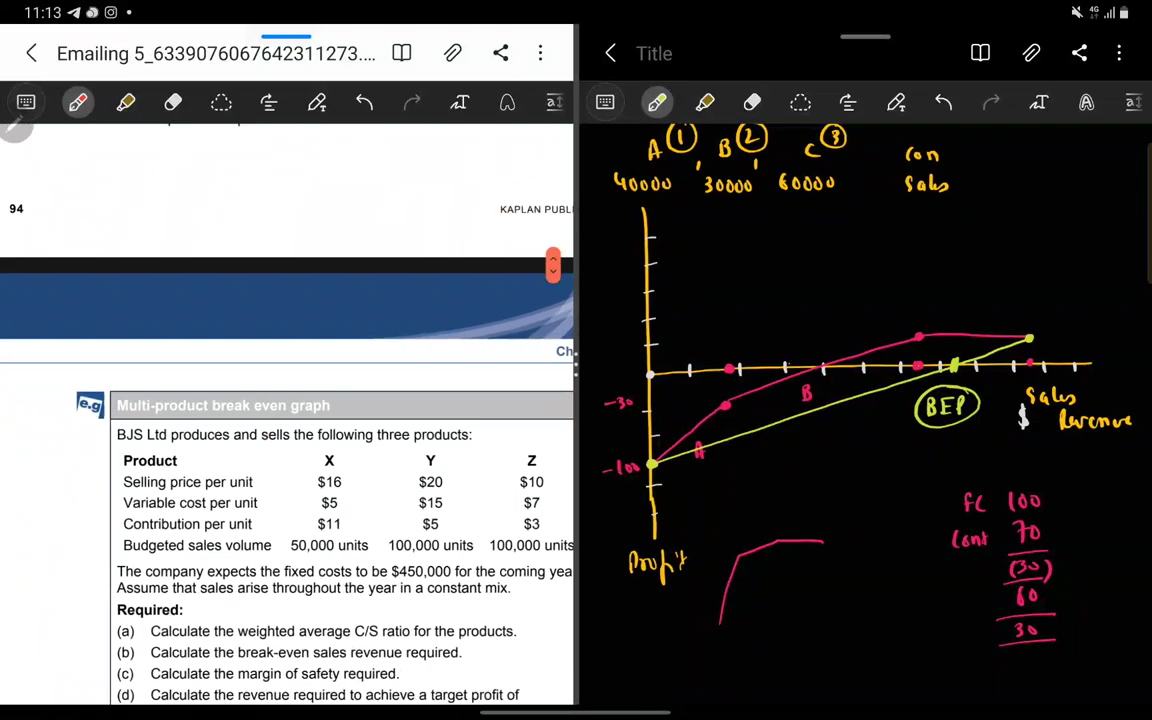 11:13
4G
Emailing 5_6339076067642311273....
94
KAPLAN PUBLI
Ch
e.g
Multi-product break even graph
BJS Ltd produces and sells the following three products:
Product X Y Z
Selling price per unit $16 $20 $10
Variable cost per unit $5 $15 $7
Contribution per unit $11 $5 $3
Budgeted sales volume 50,000 units 100,000 units 100,000 units
The company expects the fixed costs to be $450,000 for the coming yea
Assume that sales arise throughout the year in a constant mix.
Required:
(a) Calculate the weighted average C/S ratio for the products.
(b) Calculate the break-even sales revenue required.
(c) Calculate the margin of safety required.
(d) Calculate the revenue required to achieve a target profit of
Title
A ① , B ② , C ③ Con
40000 30000 60000 Sales
-30
-100
A
B
BEP
Sales
$ Revenue
Profit
FC 100
Cont 70
(30)
60
30